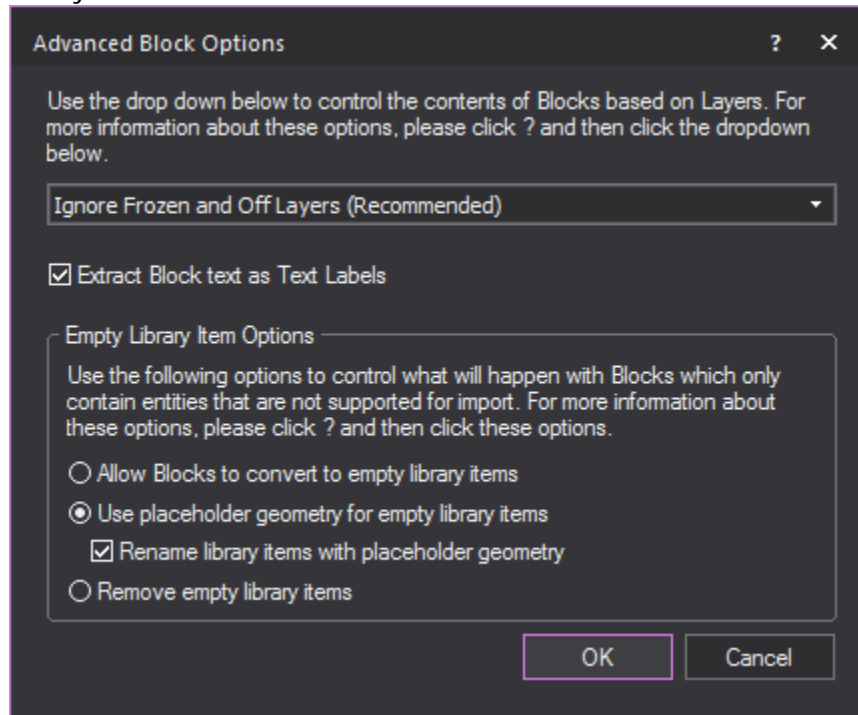 Advanced Block Options ? ×
Use the drop down below to control the contents of Blocks based on Layers. For
more information about these options, please click ? and then click the dropdown
below.
Ignore Frozen and Off Layers (Recommended)
Extract Block text as Text Labels
Empty Library Item Options
Use the following options to control what will happen with Blocks which only
contain entities that are not supported for import. For more information about
these options, please click ? and then click these options.
Allow Blocks to convert to empty library items
Use placeholder geometry for empty library items
Rename library items with placeholder geometry
Remove empty library items
OK Cancel